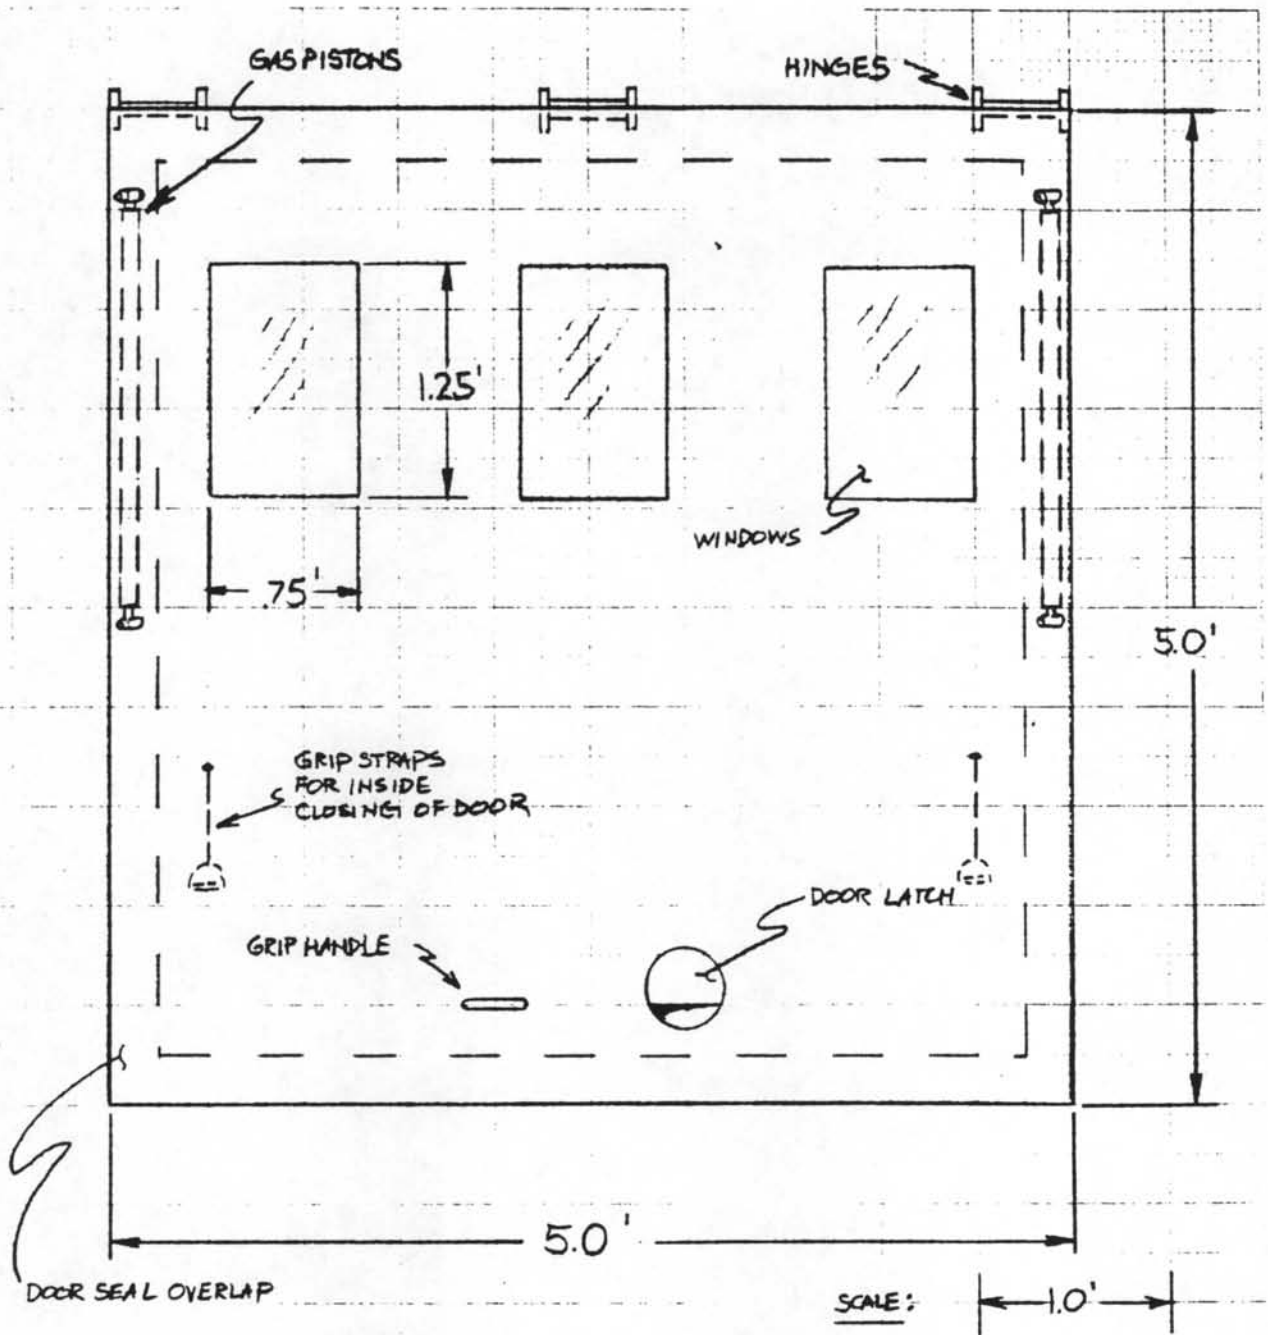 GAS PISTONS
HINGES
1.25'
WINDOWS
.75'
5.0'
GRIP STRAPS
FOR INSIDE
CLOSING OF DOOR
DOOR LATCH
GRIP HANDLE
5.0'
DOOR SEAL OVERLAP
SCALE:
1.0'